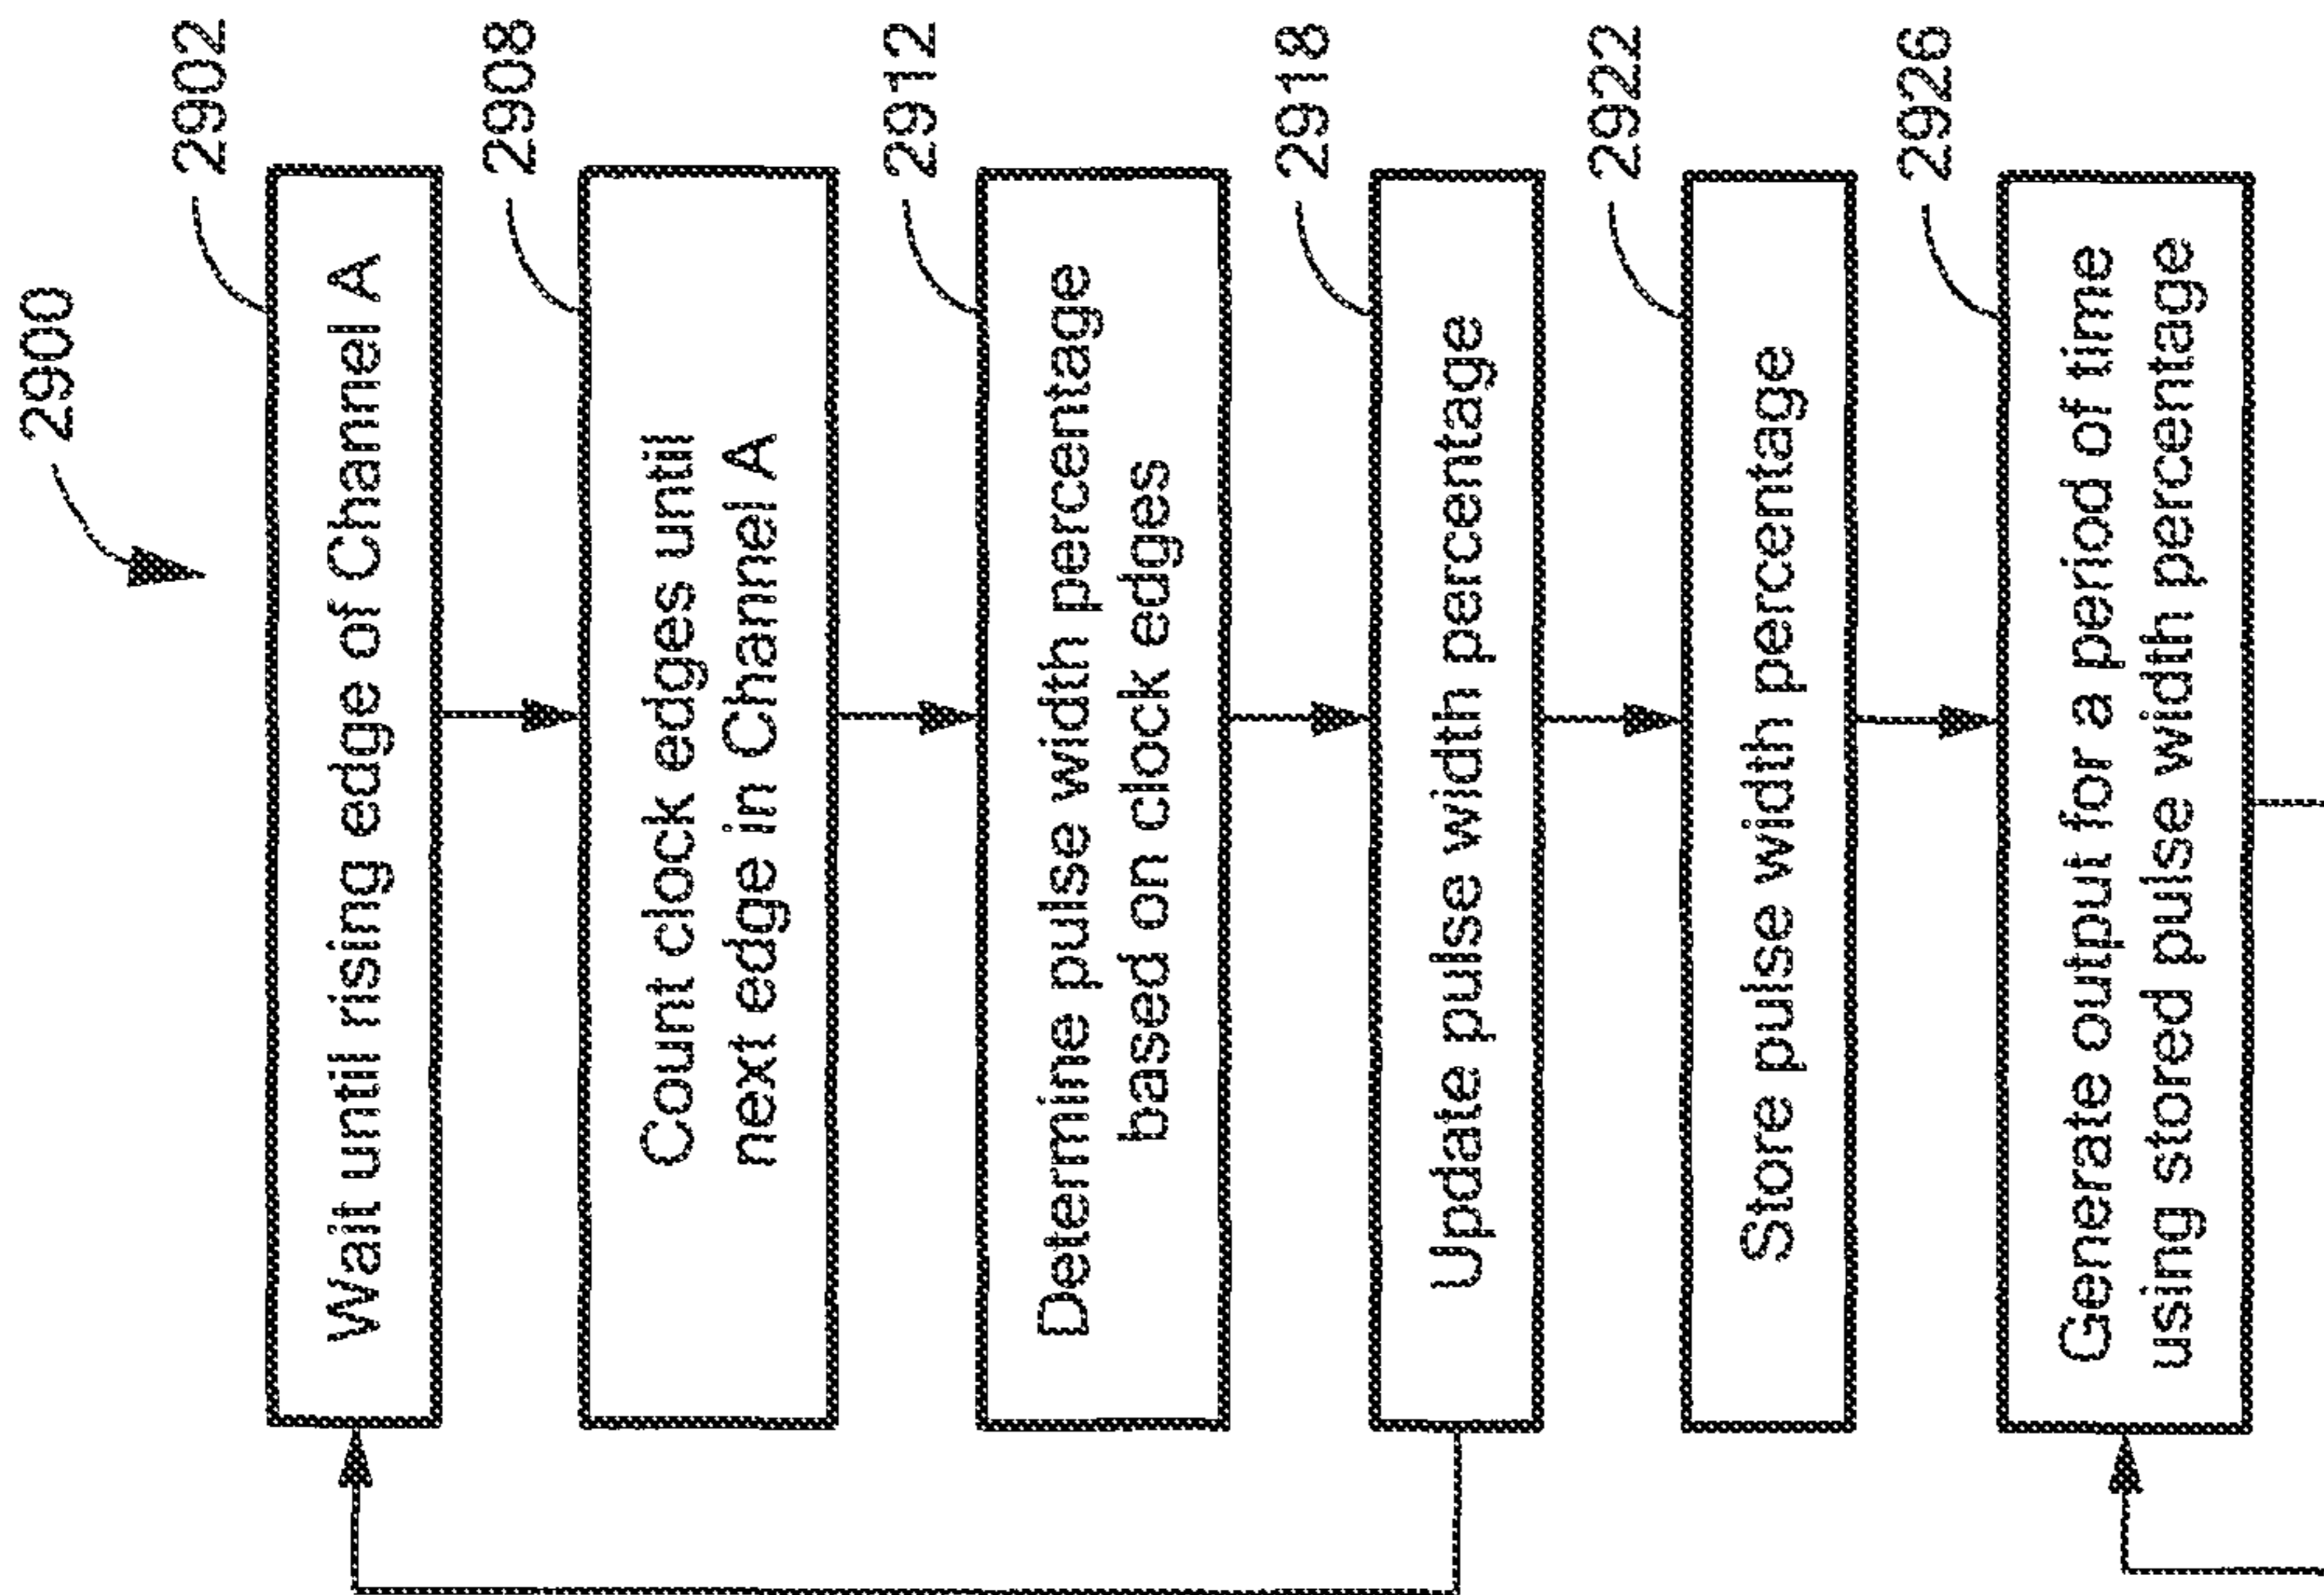 2900
2902
Wait until rising edge of Channel A
2908
Count clock edges until
next edge in Channel A
2912
Determine pulse width percentage
based on clock edges
2918
Update pulse width percentage
2922
Store pulse width percentage
2926
Generate output for a period of time
using stored pulse width percentage